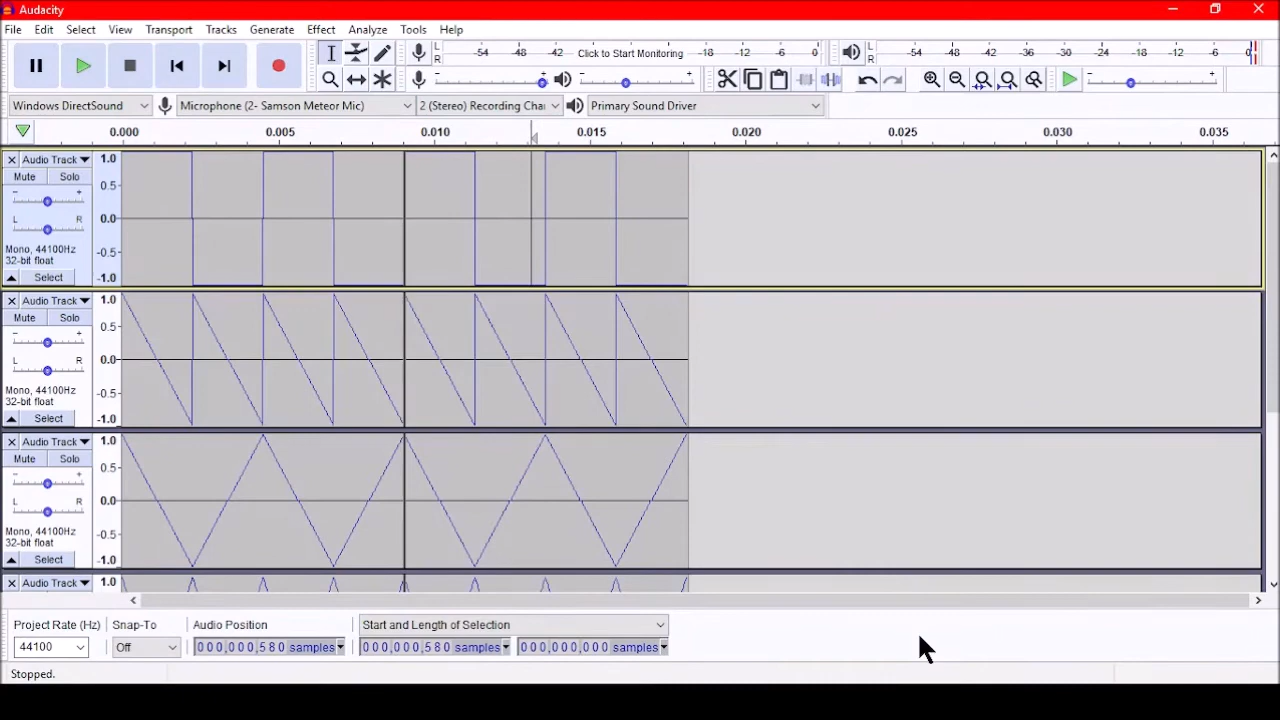 Audacity
File Edit Select View Transport Tracks Generate Effect Analyze Tools Help
L R -54 -48 -42 Click to Start Monitoring -18 -12 -6 0 L R -54 -48 -42 -36 -30 -24 -18 -12 -6 0
Windows DirectSound Microphone (2- Samson Meteor Mic) 2 (Stereo) Recording Cha Primary Sound Driver
0.000 0.005 0.010 0.015 0.020 0.025 0.030 0.035
Audio Track 1.0
Mute Solo
0.5
- +
L R 0.0
Mono, 44100Hz -0.5
32-bit float
Select -1.0
Audio Track 1.0
Mute Solo
0.5
- +
L R 0.0
Mono, 44100Hz -0.5
32-bit float
Select -1.0
Audio Track 1.0
Mute Solo
0.5
- +
L R 0.0
Mono, 44100Hz -0.5
32-bit float
Select -1.0
Audio Track 1.0
Project Rate (Hz) Snap-To Audio Position Start and Length of Selection
44100 Off 000,000,580 samples 000,000,580 samples 000,000,000 samples
Stopped.